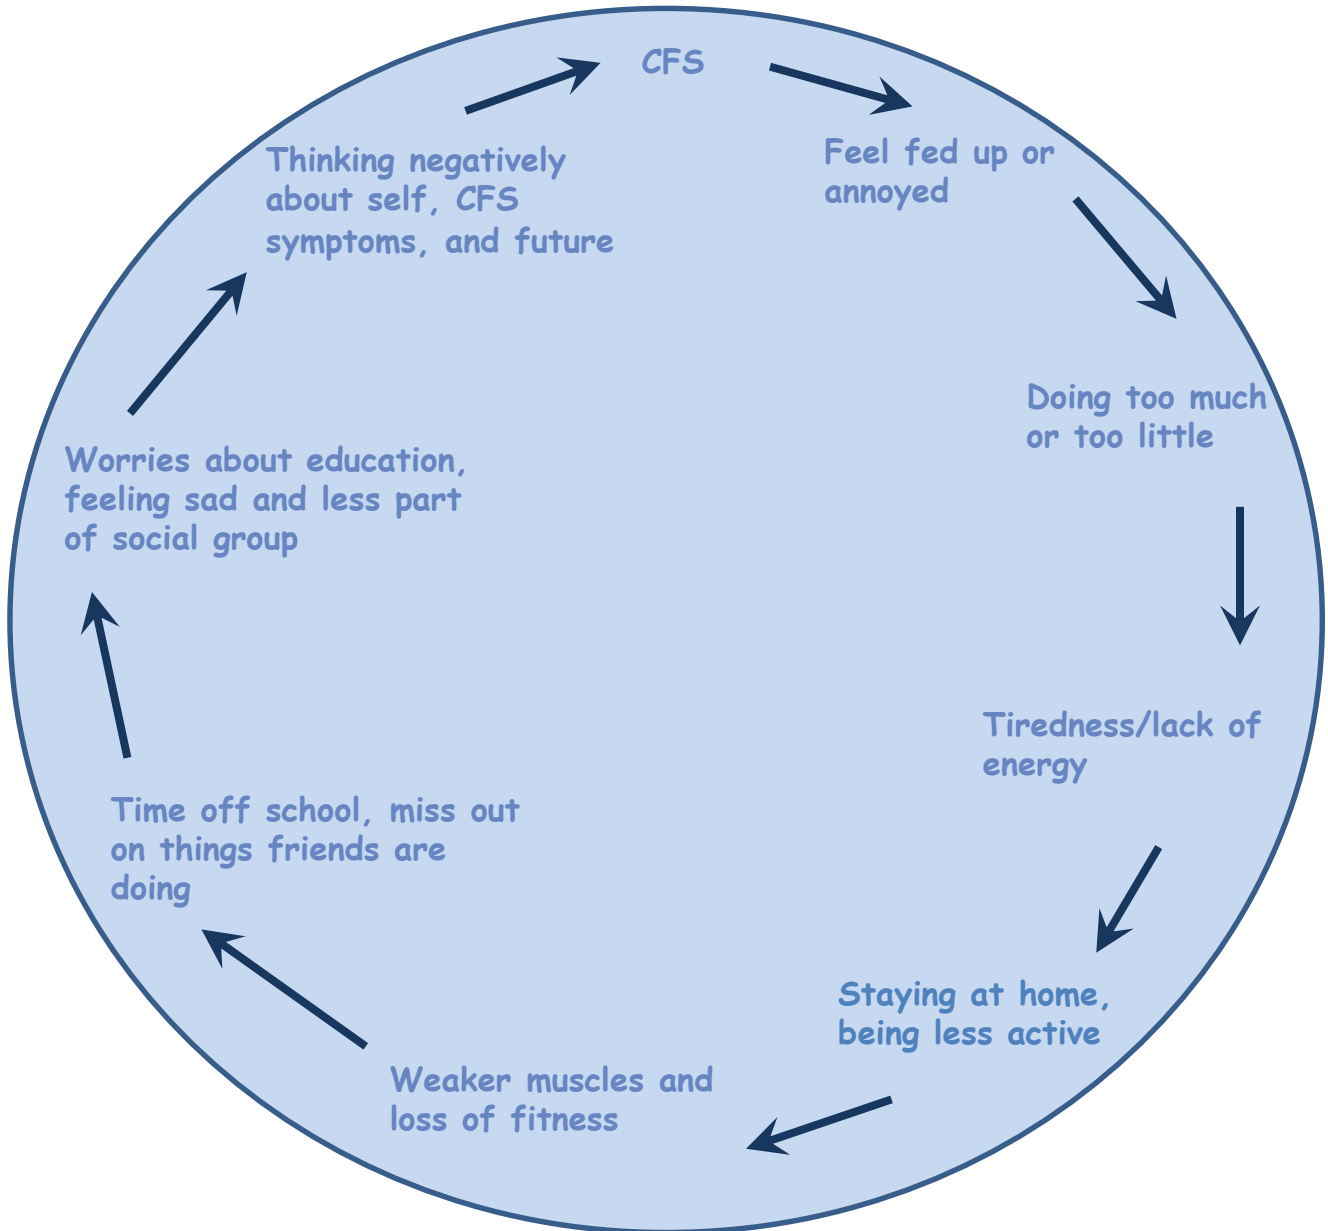 CFS
Feel fed up or
annoyed
Doing too much
or too little
Tiredness/lack of
energy
Staying at home,
being less active
Weaker muscles and
loss of fitness
Time off school, miss out
on things friends are
doing
Worries about education,
feeling sad and less part
of social group
Thinking negatively
about self, CFS
symptoms, and future